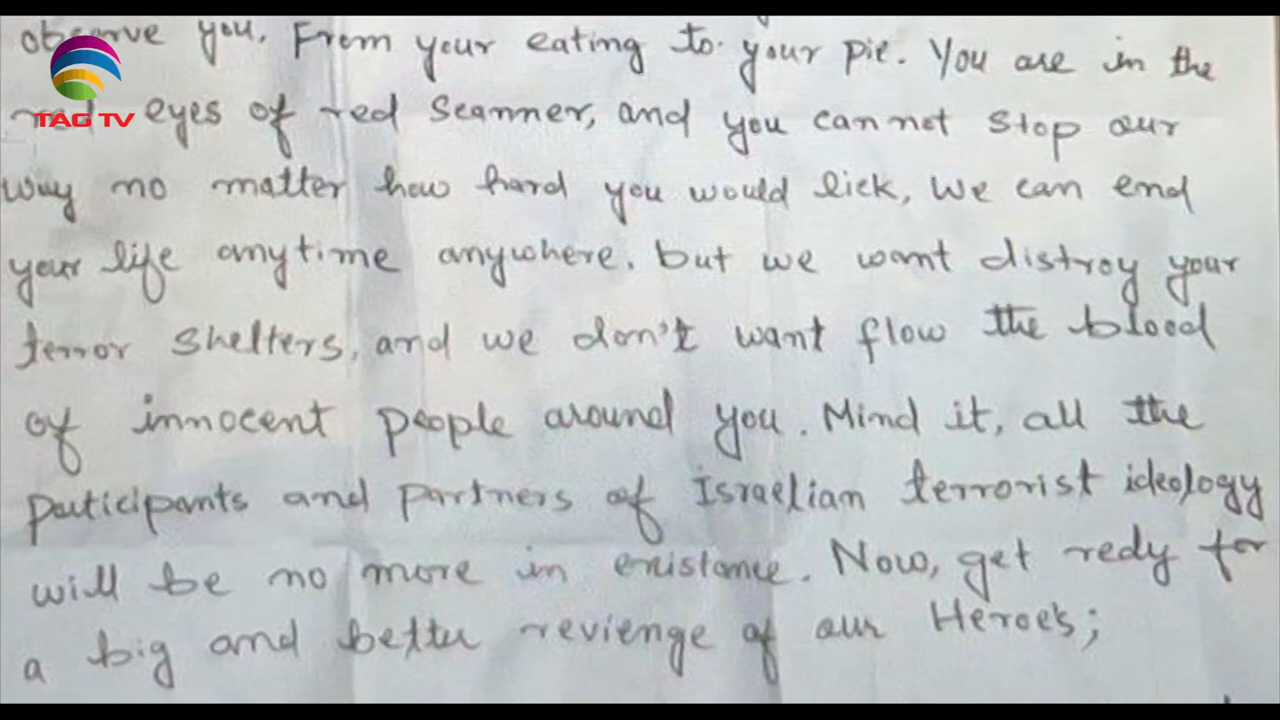 observe you. From your eating to your pie. You are in the
red eyes of red scanner, and you cannot stop our
TAG TV
way no matter how hard you would lick, We can end
your life anytime anywhere. but we want distroy your
terror shelters, and we don't want flow the blood
of innocent people around you. Mind it, all the
participants and partners of Israelian terrorist ideology
will be no more in enistance. Now, get redy for
a big and better revienge of our Heroes;